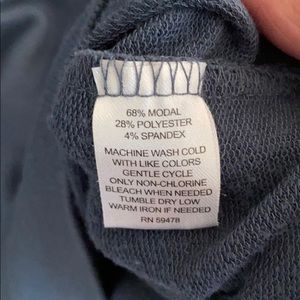 68% MODAL
28% POLYESTER
4% SPANDEX
MACHINE WASH COLD
WITH LIKE COLORS
GENTLE CYCLE
ONLY NON-CHLORINE
BLEACH WHEN NEEDED
TUMBLE DRY LOW
WARM IRON IF NEEDED
RN 59478